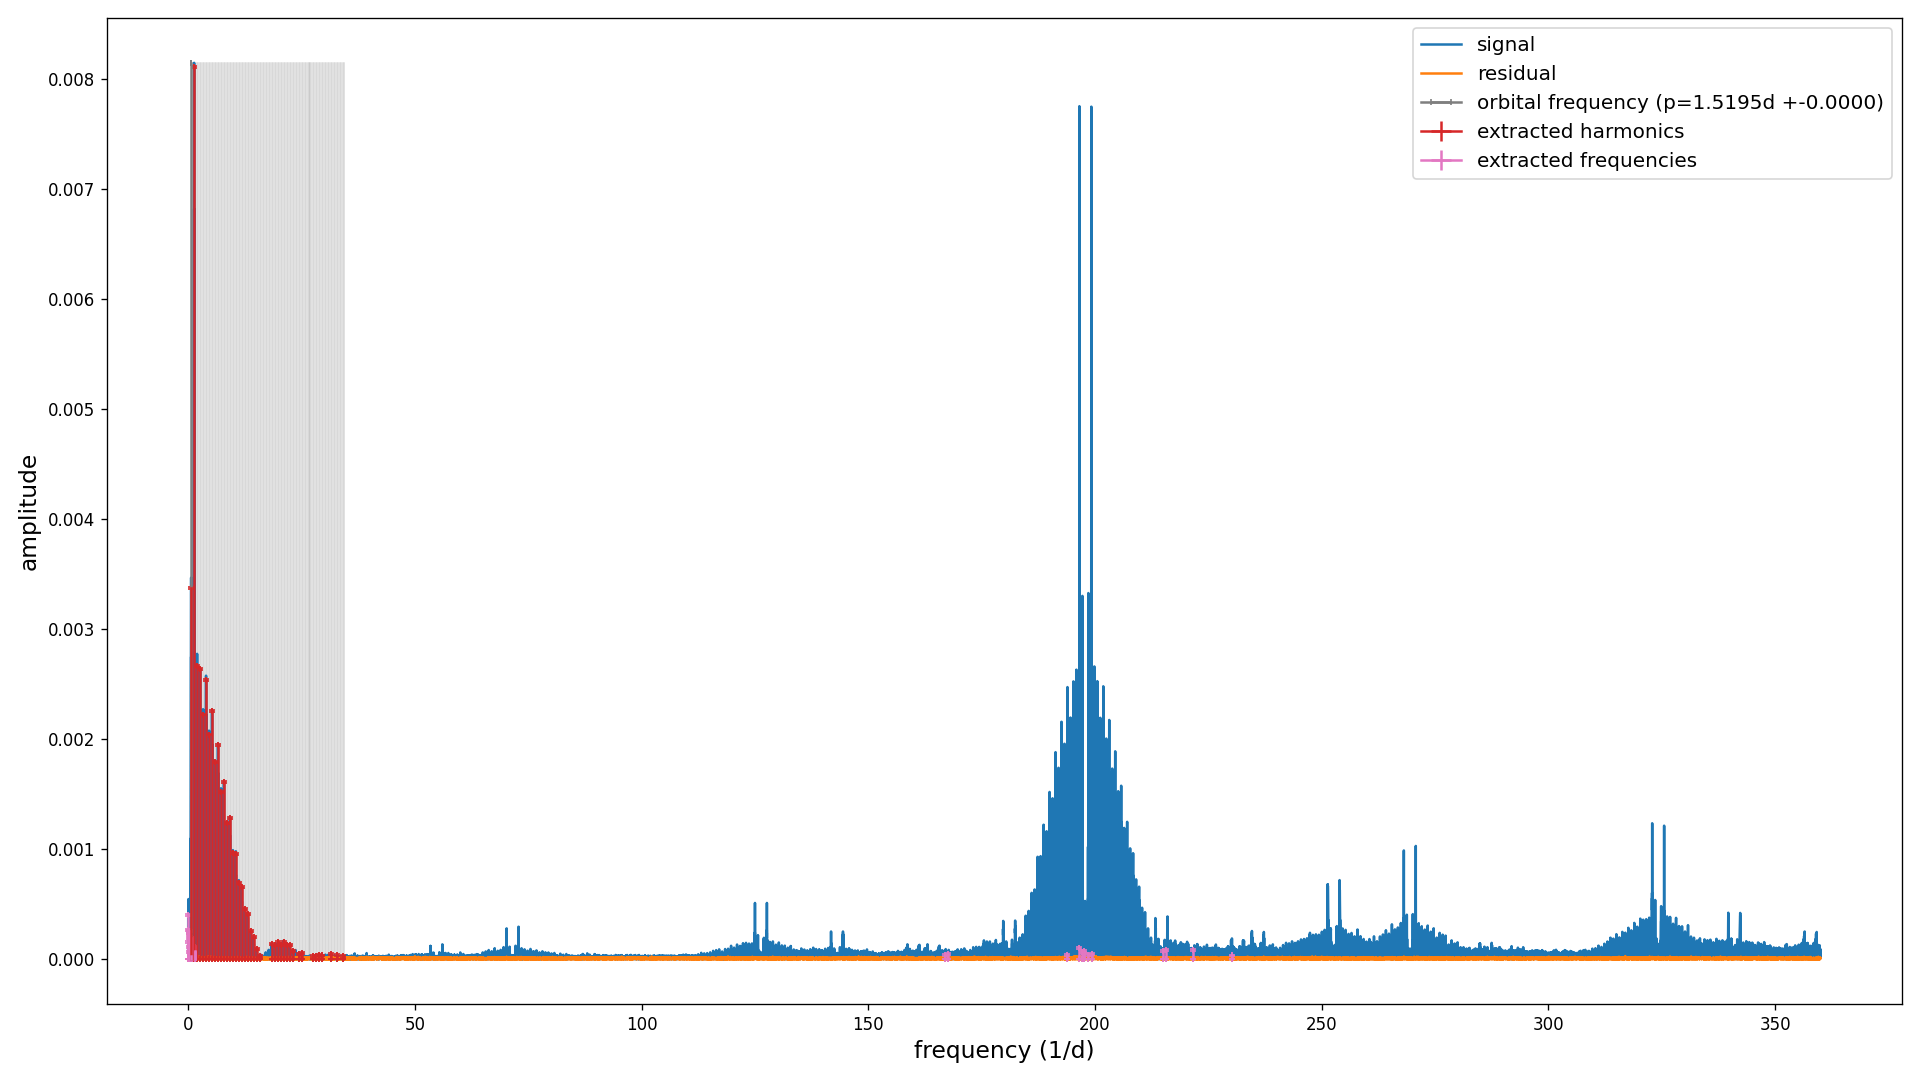 signal
residual
orbital frequency (p=1.5195d +-0.0000)
extracted harmonics
extracted frequencies
0.008
0.007
0.006
0.005
0.004
0.003
0.002
0.001
0.000
amplitude
0 50 100 150 200 250 300 350
frequency (1/d)